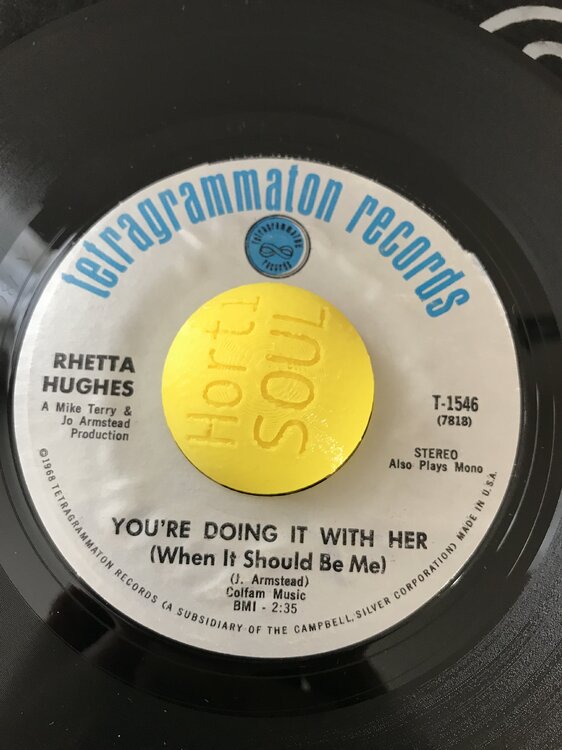 tetragrammaton records
tetragrammaton
records
RHETTA
HUGHES
A Mike Terry &
Jo Armstead
Production
Horti
SOUL
T-1546
(7818)
STEREO
Also Plays Mono
YOU'RE DOING IT WITH HER
(When It Should Be Me)
(J. Armstead)
Colfam Music
BMI - 2:35
©1968 TETRAGRAMMATON RECORDS (A SUBSIDIARY OF THE CAMPBELL, SILVER CORPORATION) MADE IN U.S.A.